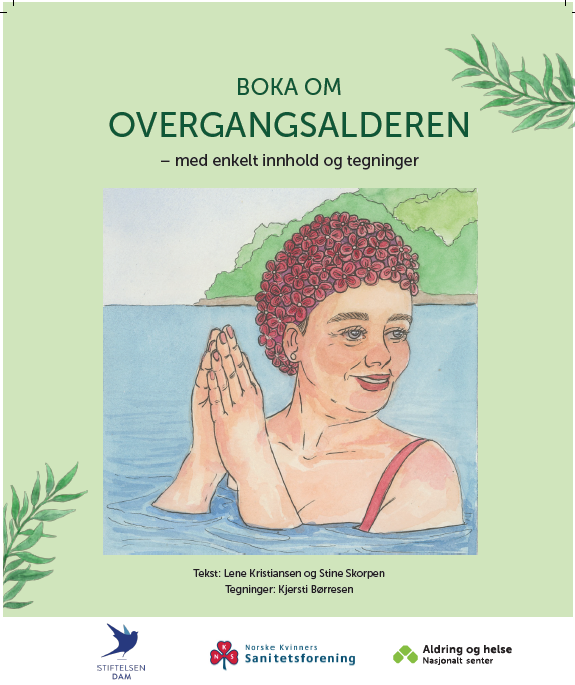 BOKA OM
OVERGANGSALDEREN
– med enkelt innhold og tegninger
Tekst: Lene Kristiansen og Stine Skorpen
Tegninger: Kjersti Børresen
STIFTELSEN
DAM
N K S
Norske Kvinners
Sanitetsforening
Aldring og helse
Nasjonalt senter